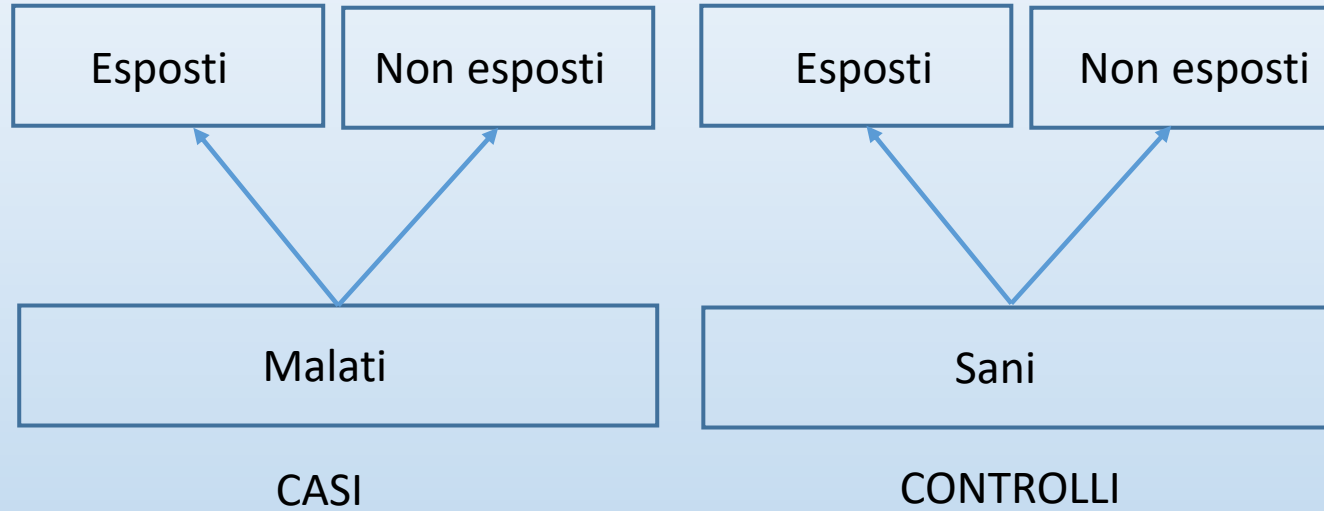 Esposti
Non esposti
Esposti
Non esposti
Malati
Sani
CASI
CONTROLLI